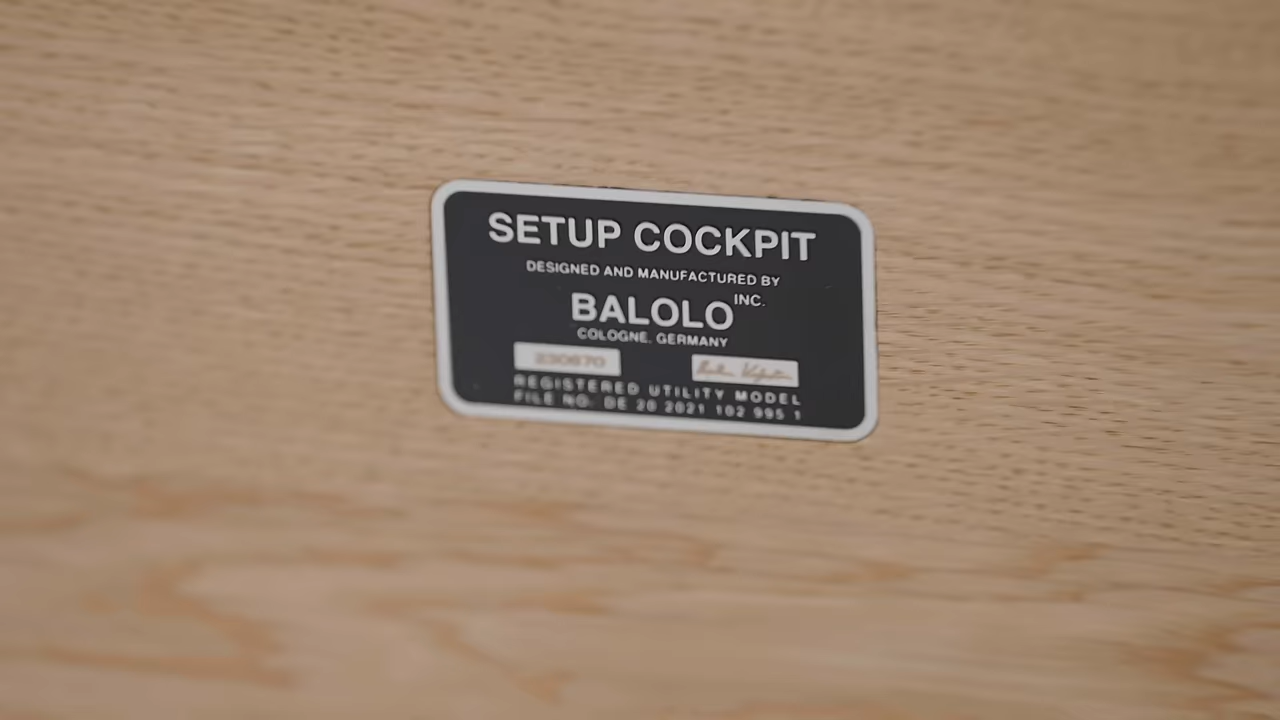 SETUP COCKPIT
DESIGNED AND MANUFACTURED BY
BALOLO INC.
COLOGNE, GERMANY
REGISTERED UTILITY MODEL
FILE NO. DE 20 2021 102 995 1